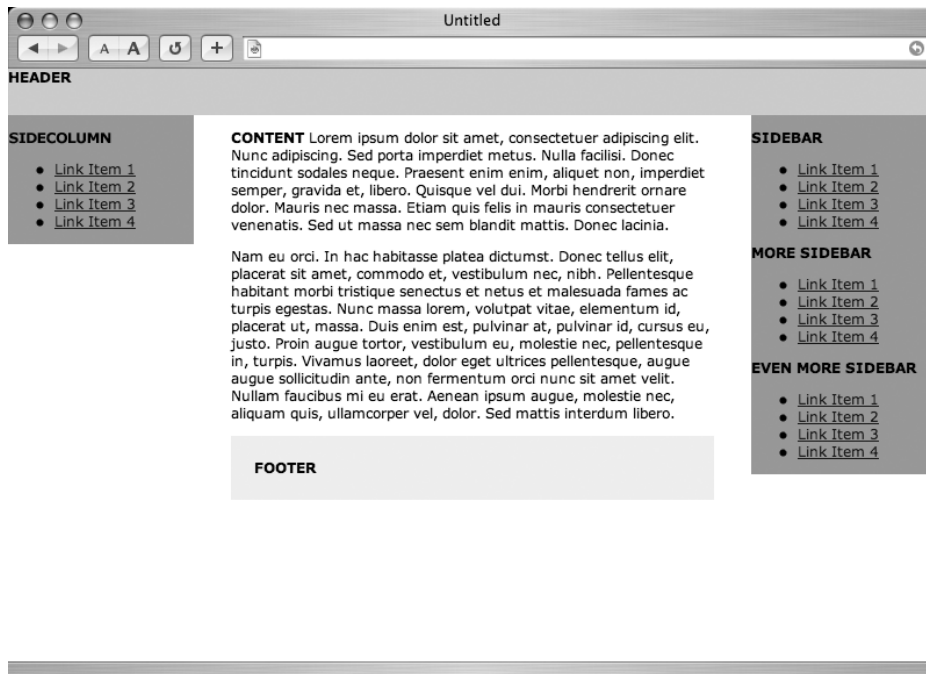 Untitled
A A
HEADER
SIDECOLUMN
Link Item 1
Link Item 2
Link Item 3
Link Item 4
CONTENT Lorem ipsum dolor sit amet, consectetuer adipiscing elit.
Nunc adipiscing. Sed porta imperdiet metus. Nulla facilisi. Donec
tincidunt sodales neque. Praesent enim enim, aliquet non, imperdiet
semper, gravida et, libero. Quisque vel dui. Morbi hendrerit ornare
dolor. Mauris nec massa. Etiam quis felis in mauris consectetuer
venenatis. Sed ut massa nec sem blandit mattis. Donec lacinia.
Nam eu orci. In hac habitasse platea dictumst. Donec tellus elit,
placerat sit amet, commodo et, vestibulum nec, nibh. Pellentesque
habitant morbi tristique senectus et netus et malesuada fames ac
turpis egestas. Nunc massa lorem, volutpat vitae, elementum id,
placerat ut, massa. Duis enim est, pulvinar at, pulvinar id, cursus eu,
justo. Proin augue tortor, vestibulum eu, molestie nec, pellentesque
in, turpis. Vivamus laoreet, dolor eget ultrices pellentesque, augue
augue sollicitudin ante, non fermentum orci nunc sit amet velit.
Nullam faucibus mi eu erat. Aenean ipsum augue, molestie nec,
aliquam quis, ullamcorper vel, dolor. Sed mattis interdum libero.
FOOTER
SIDEBAR
Link Item 1
Link Item 2
Link Item 3
Link Item 4
MORE SIDEBAR
Link Item 1
Link Item 2
Link Item 3
Link Item 4
EVEN MORE SIDEBAR
Link Item 1
Link Item 2
Link Item 3
Link Item 4